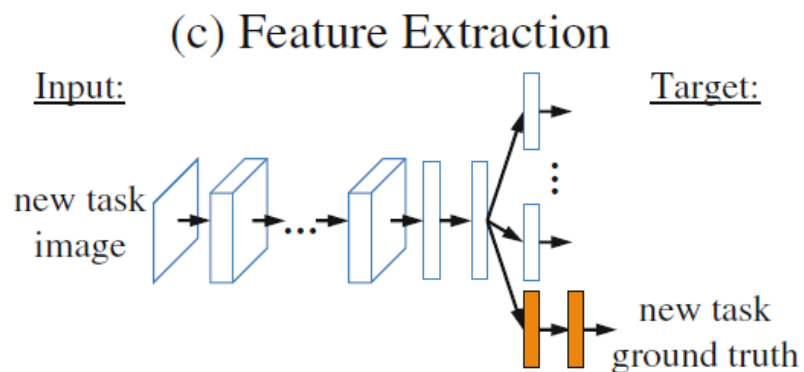 (c) Feature Extraction
Input:
Target:
new task
image
...
new task
ground truth